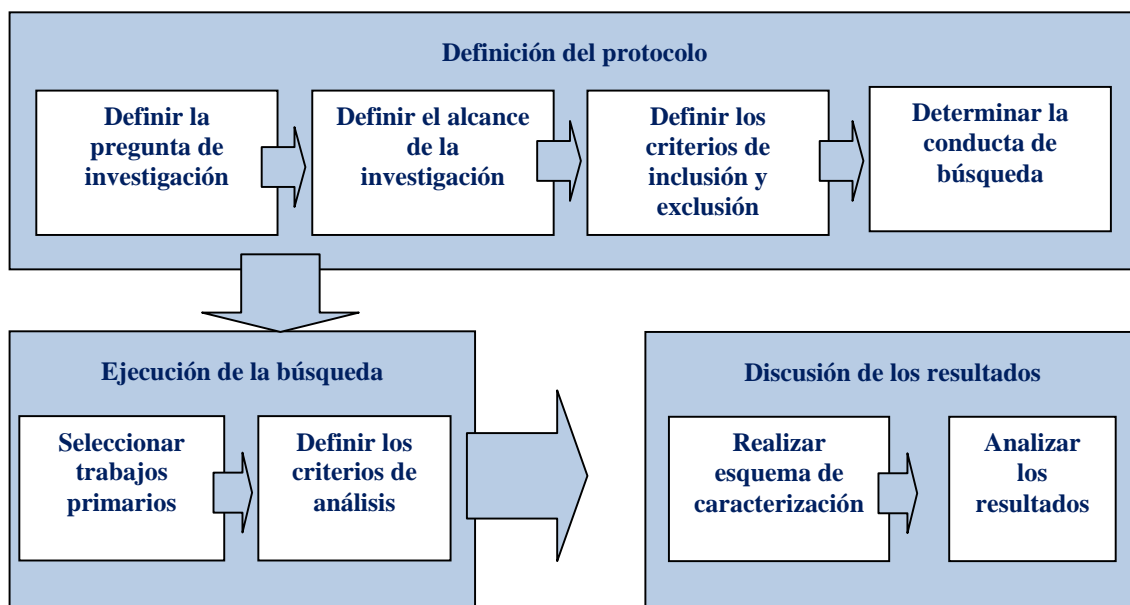 Definición del protocolo
Definir la
pregunta de
investigación
Definir el alcance
de la
investigación
Definir los
criterios de
inclusión y
exclusión
Determinar la
conducta de
búsqueda
Ejecución de la búsqueda
Seleccionar
trabajos
primarios
Definir los
criterios de
análisis
Discusión de los resultados
Realizar
esquema de
caracterización
Analizar
los
resultados